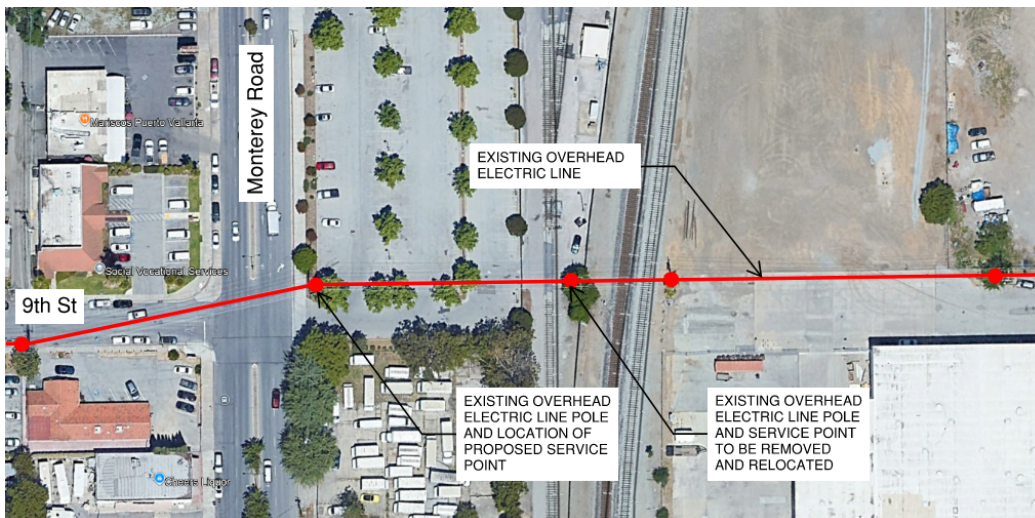 Monterey Road
Mariscos Puerto Vallarta
EXISTING OVERHEAD
ELECTRIC LINE
Social Vocational Services
9th St
EXISTING OVERHEAD
ELECTRIC LINE POLE
AND LOCATION OF
PROPOSED SERVICE
POINT
EXISTING OVERHEAD
ELECTRIC LINE POLE
AND SERVICE POINT
TO BE REMOVED
AND RELOCATED
Cheers Liquor